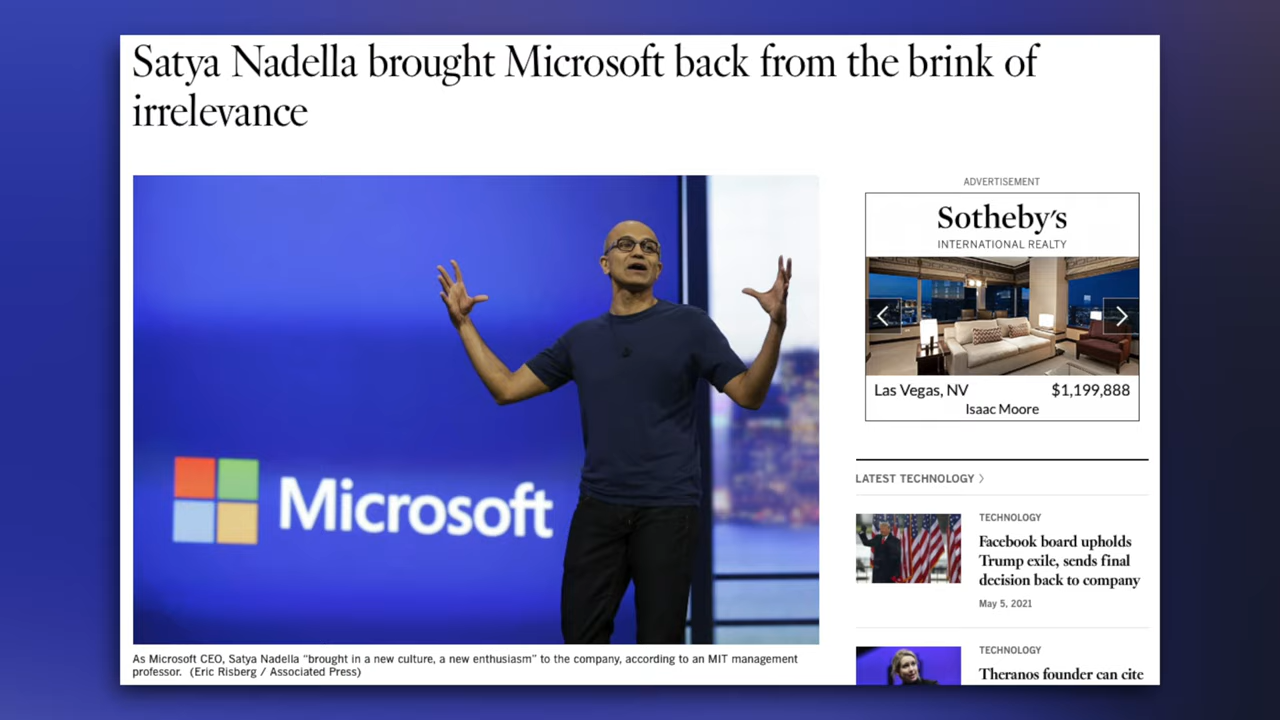 Satya Nadella brought Microsoft back from the brink of
irrelevance
Microsoft
As Microsoft CEO, Satya Nadella “brought in a new culture, a new enthusiasm” to the company, according to an MIT management
professor. (Eric Risberg / Associated Press)
ADVERTISEMENT
Sotheby's
INTERNATIONAL REALTY
Las Vegas, NV $1,199,888
Isaac Moore
LATEST TECHNOLOGY
TECHNOLOGY
Facebook board upholds
Trump exile, sends final
decision back to company
May 5, 2021
TECHNOLOGY
Theranos founder can cite